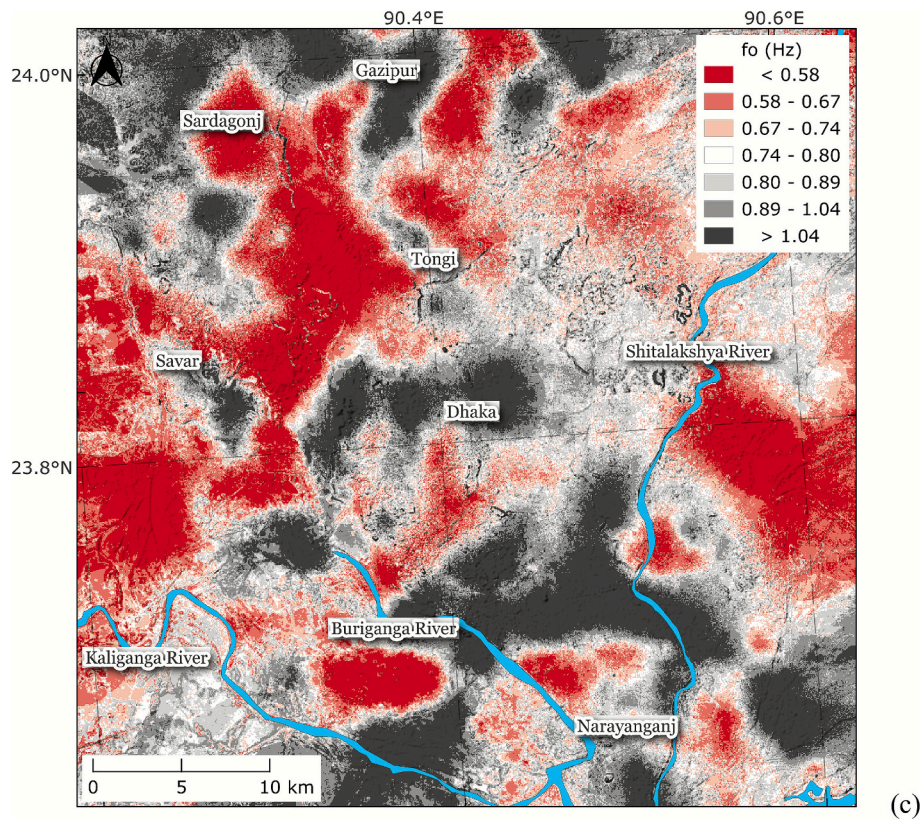 90.4°E
90.6°E
24.0°N
23.8°N
fo (Hz)
< 0.58
0.58 - 0.67
0.67 - 0.74
0.74 - 0.80
0.80 - 0.89
0.89 - 1.04
> 1.04
Gazipur
Sardagonj
Tongi
Shitalakshya River
Savar
Dhaka
Buriganga River
Kaliganga River
Narayanganj
0 5 10 km
(c)